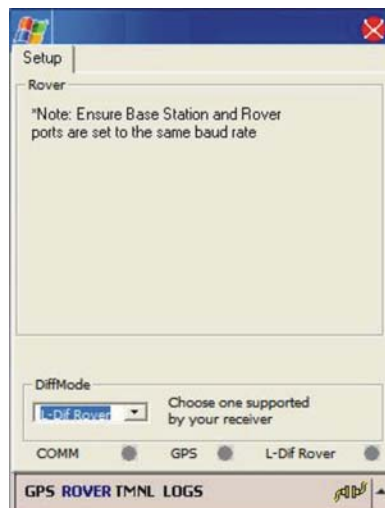 Setup
Rover
*Note: Ensure Base Station and Rover
ports are set to the same baud rate
DiffMode
L-Dif Rover
Choose one supported
by your receiver
COMM GPS L-Dif Rover
GPS ROVER TMNL LOGS